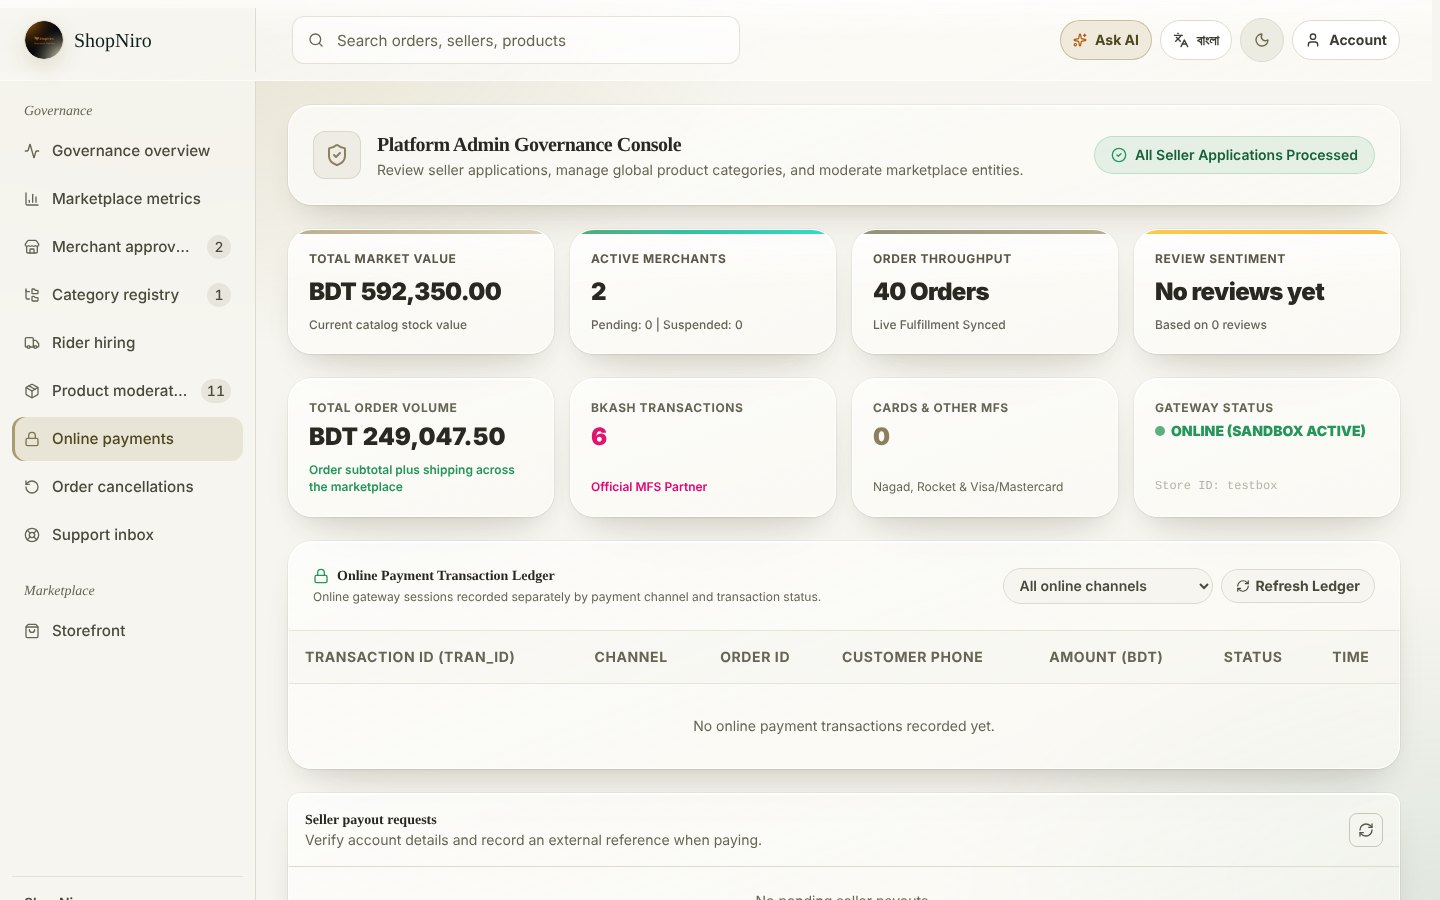 ShopNiro
Search orders, sellers, products
Ask AI
বাংলা
Account
Governance
Governance overview
Marketplace metrics
Merchant approv... 2
Category registry 1
Rider hiring
Product moderat... 11
Online payments
Order cancellations
Support inbox
Marketplace
Storefront
Platform Admin Governance Console
Review seller applications, manage global product categories, and moderate marketplace entities.
All Seller Applications Processed
TOTAL MARKET VALUE
BDT 592,350.00
Current catalog stock value
ACTIVE MERCHANTS
2
Pending: 0 | Suspended: 0
ORDER THROUGHPUT
40 Orders
Live Fulfillment Synced
REVIEW SENTIMENT
No reviews yet
Based on 0 reviews
TOTAL ORDER VOLUME
BDT 249,047.50
Order subtotal plus shipping across
the marketplace
BKASH TRANSACTIONS
6
Official MFS Partner
CARDS & OTHER MFS
0
Nagad, Rocket & Visa/Mastercard
GATEWAY STATUS
ONLINE (SANDBOX ACTIVE)
Store ID: testbox
Online Payment Transaction Ledger
Online gateway sessions recorded separately by payment channel and transaction status.
All online channels
Refresh Ledger
TRANSACTION ID (TRAN_ID) CHANNEL ORDER ID CUSTOMER PHONE AMOUNT (BDT) STATUS TIME
No online payment transactions recorded yet.
Seller payout requests
Verify account details and record an external reference when paying.
No pending seller payouts